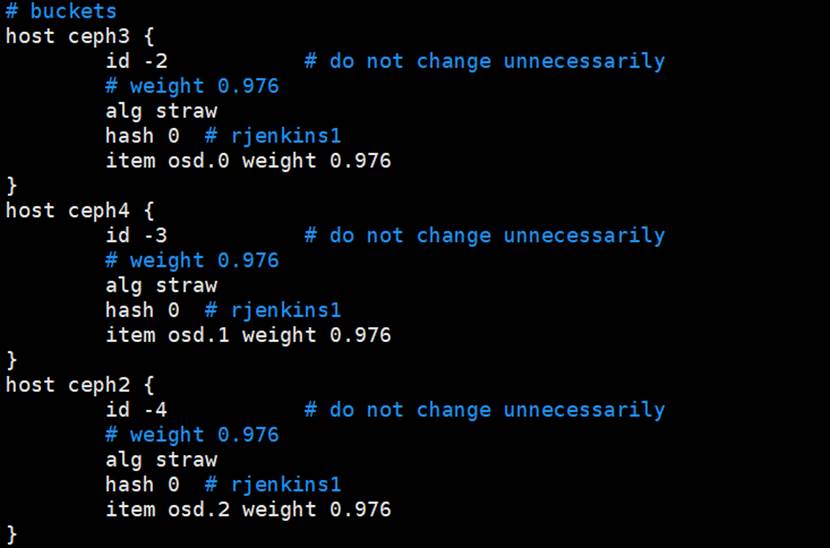 # buckets
host ceph3 {
        id -2           # do not change unnecessarily
        # weight 0.976
        alg straw
        hash 0  # rjenkins1
        item osd.0 weight 0.976
}
host ceph4 {
        id -3           # do not change unnecessarily
        # weight 0.976
        alg straw
        hash 0  # rjenkins1
        item osd.1 weight 0.976
}
host ceph2 {
        id -4           # do not change unnecessarily
        # weight 0.976
        alg straw
        hash 0  # rjenkins1
        item osd.2 weight 0.976
}